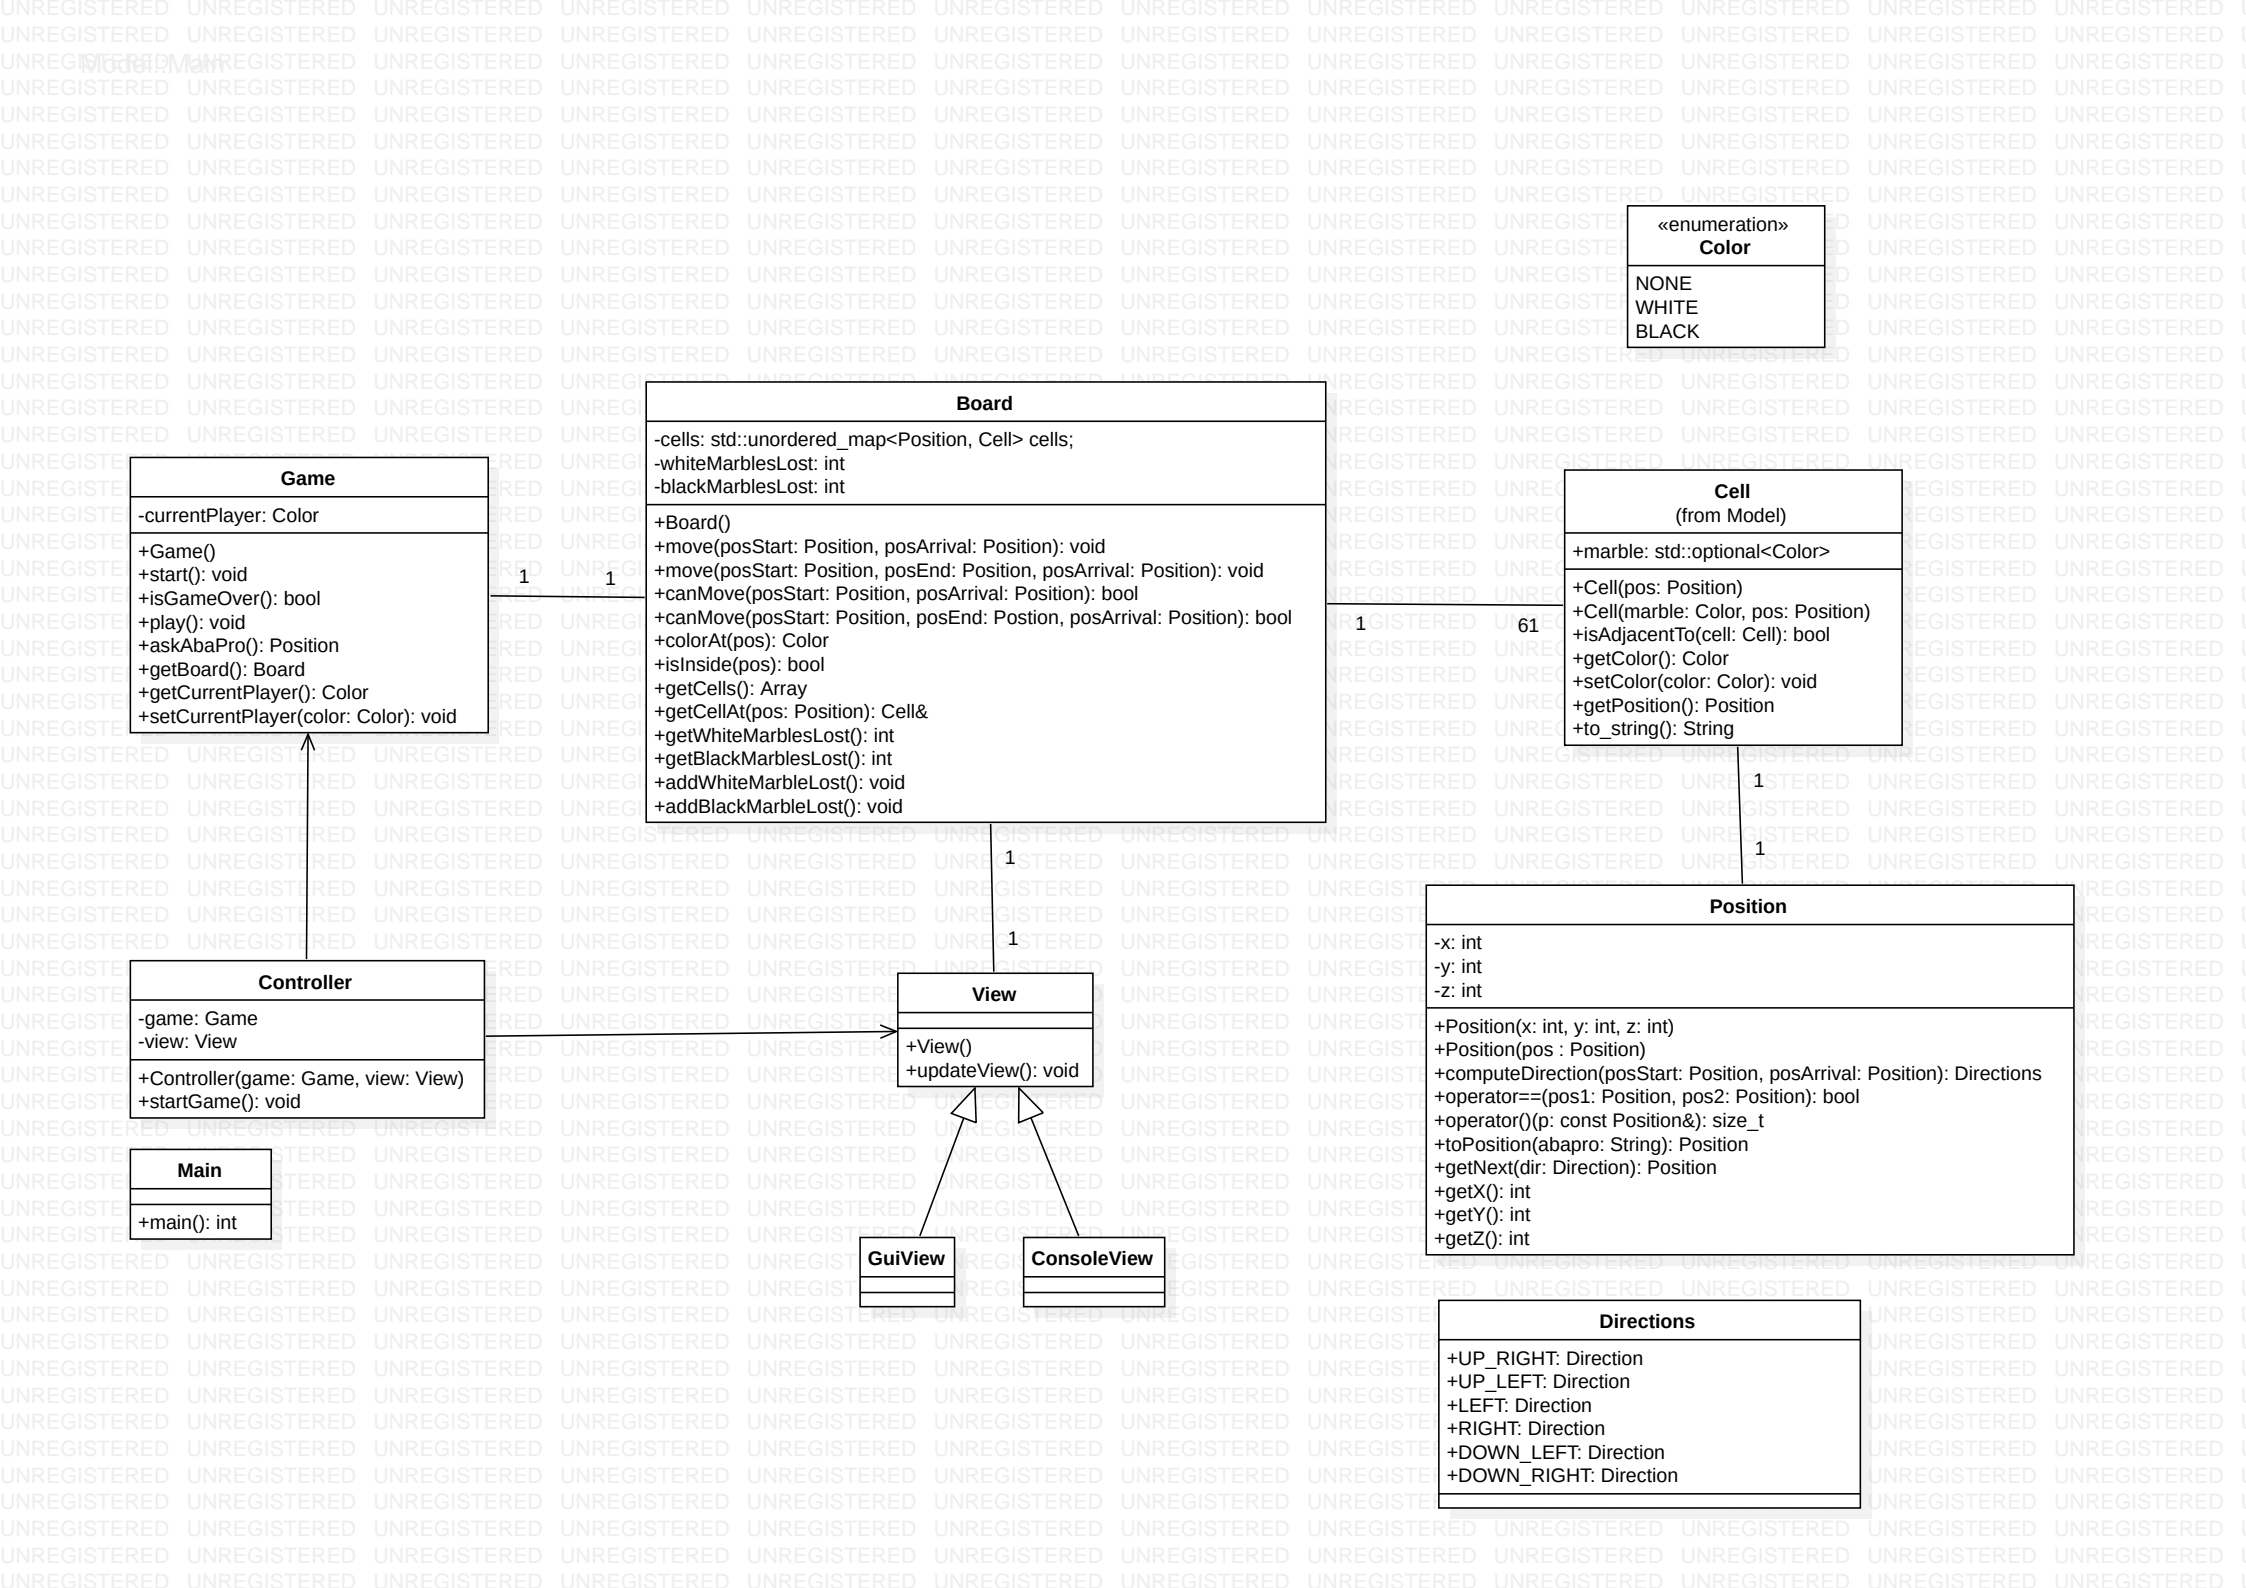 Model::Main
«enumeration»
Color
NONE
WHITE
BLACK
Board
-cells: std::unordered_map<Position, Cell> cells;
-whiteMarblesLost: int
-blackMarblesLost: int
+Board()
+move(posStart: Position, posArrival: Position): void
+move(posStart: Position, posEnd: Position, posArrival: Position): void
+canMove(posStart: Position, posArrival: Position): bool
+canMove(posStart: Position, posEnd: Postion, posArrival: Position): bool
+colorAt(pos): Color
+isInside(pos): bool
+getCells(): Array
+getCellAt(pos: Position): Cell&
+getWhiteMarblesLost(): int
+getBlackMarblesLost(): int
+addWhiteMarbleLost(): void
+addBlackMarbleLost(): void
Game
-currentPlayer: Color
+Game()
+start(): void
+isGameOver(): bool
+play(): void
+askAbaPro(): Position
+getBoard(): Board
+getCurrentPlayer(): Color
+setCurrentPlayer(color: Color): void
1
1
1
61
Cell
(from Model)
+marble: std::optional<Color>
+Cell(pos: Position)
+Cell(marble: Color, pos: Position)
+isAdjacentTo(cell: Cell): bool
+getColor(): Color
+setColor(color: Color): void
+getPosition(): Position
+to_string(): String
1
1
1
1
Position
-x: int
-y: int
-z: int
+Position(x: int, y: int, z: int)
+Position(pos : Position)
+computeDirection(posStart: Position, posArrival: Position): Directions
+operator==(pos1: Position, pos2: Position): bool
+operator()(p: const Position&): size_t
+toPosition(abapro: String): Position
+getNext(dir: Direction): Position
+getX(): int
+getY(): int
+getZ(): int
Controller
-game: Game
-view: View
+Controller(game: Game, view: View)
+startGame(): void
View
+View()
+updateView(): void
Main
+main(): int
GuiView
ConsoleView
Directions
+UP_RIGHT: Direction
+UP_LEFT: Direction
+LEFT: Direction
+RIGHT: Direction
+DOWN_LEFT: Direction
+DOWN_RIGHT: Direction
UNREGISTERED